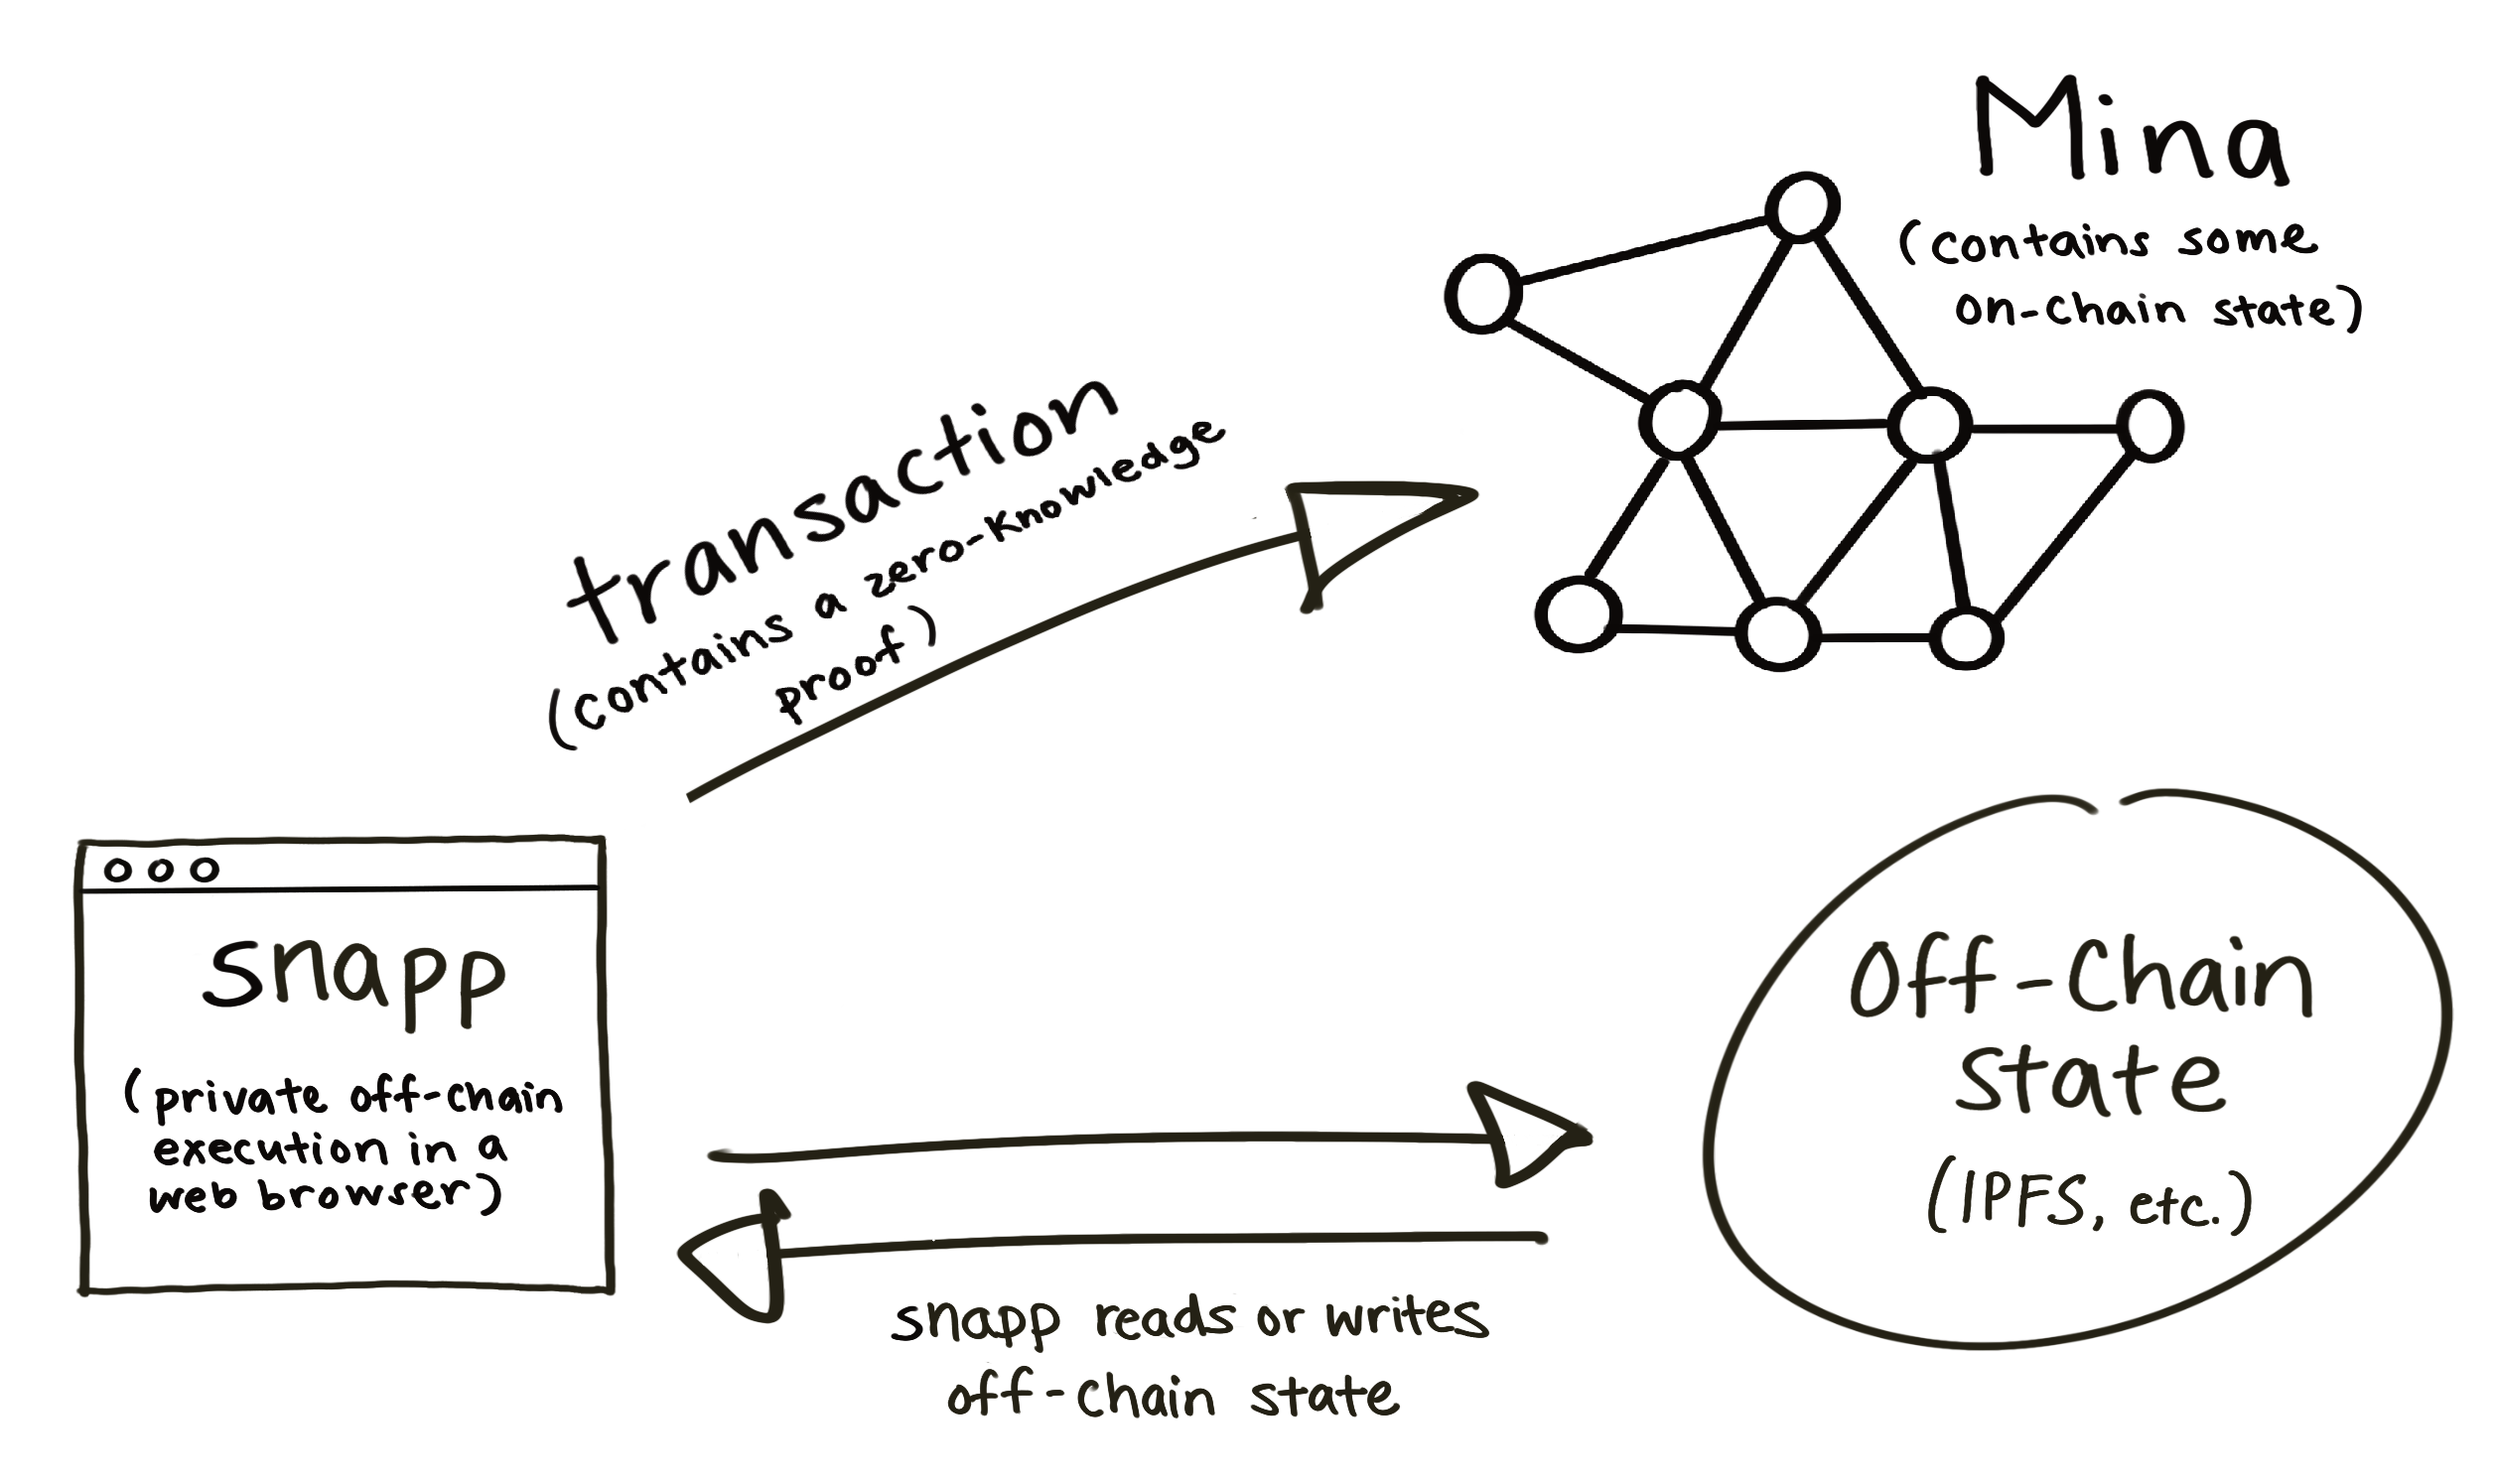 Mina
(contains some
on-chain state)
transaction
(contains a zero-knowledge
proof)
snapp
(private off-chain
execution in a
web browser)
Off-Chain
State
(IPFS, etc.)
snapp reads or writes
off-chain state